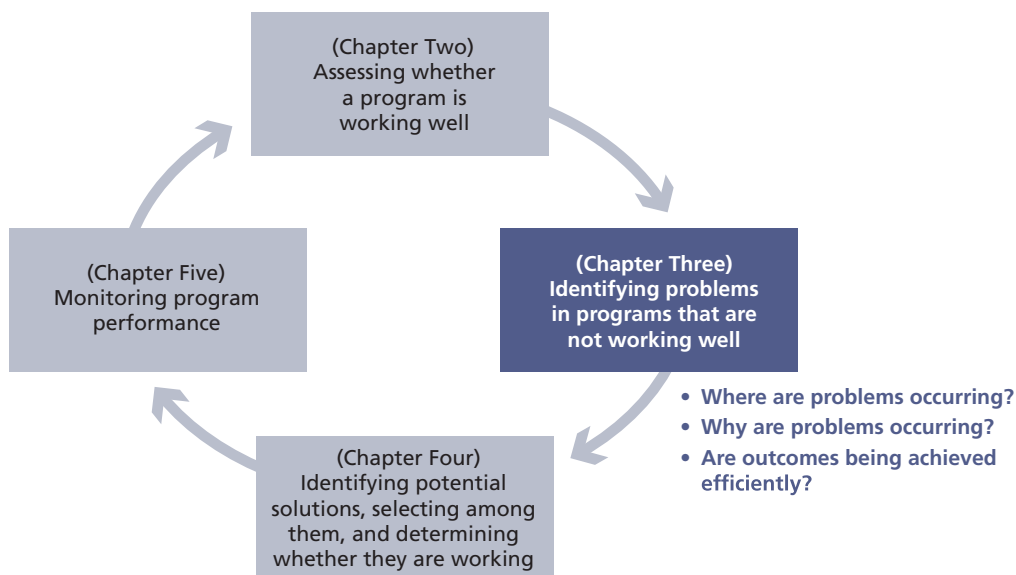 (Chapter Two)
Assessing whether
a program is
working well
(Chapter Five)
Monitoring program
performance
(Chapter Three)
Identifying problems
in programs that are
not working well
• Where are problems occurring?
• Why are problems occurring?
• Are outcomes being achieved
efficiently?
(Chapter Four)
Identifying potential
solutions, selecting among
them, and determining
whether they are working